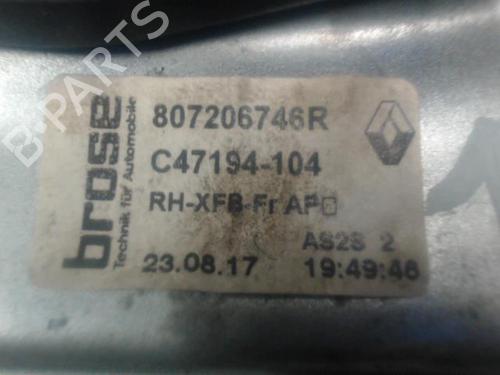 brose
Technik für Automobile
807206746R
C47194-104
RH-XFB-Fr
AS2S 2
23.08.17 19:49:46
B-PARTS